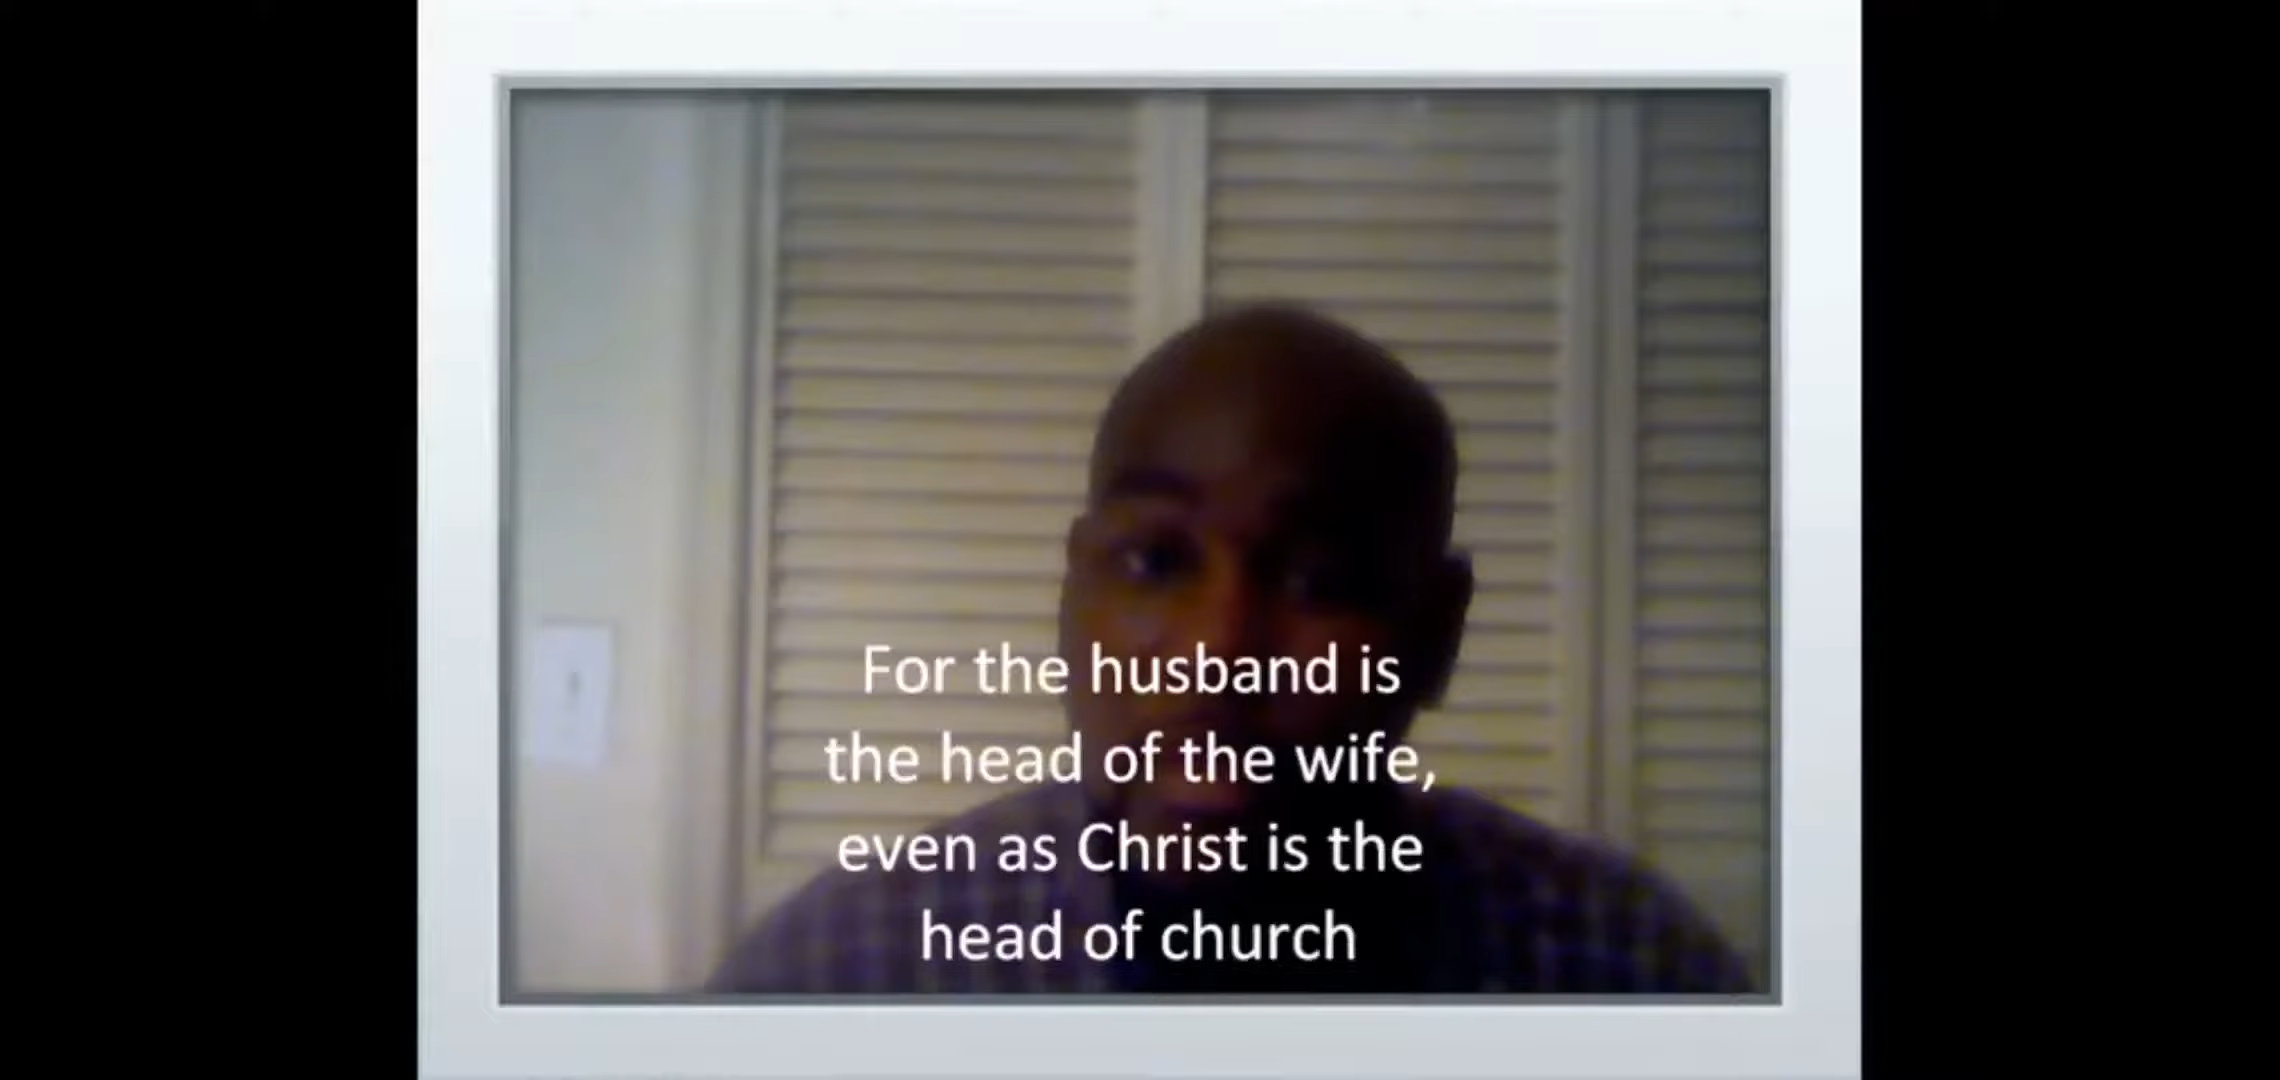 For the husband is
the head of the wife,
even as Christ is the
head of church